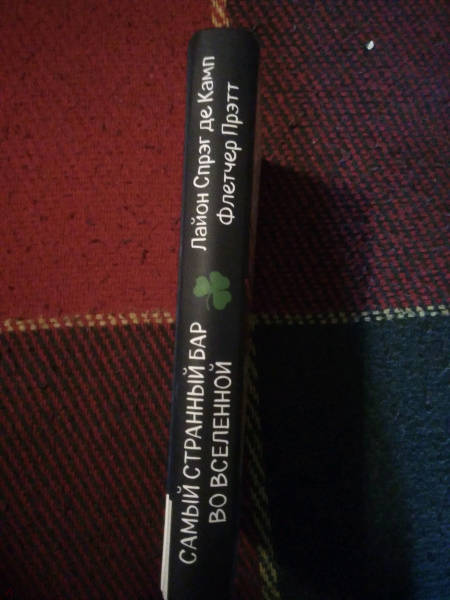 САМЫЙ СТРАННЫЙ БАР
ВО ВСЕЛЕННОЙ
Лайон Спрэг де Камп
Флетчер Прэтт